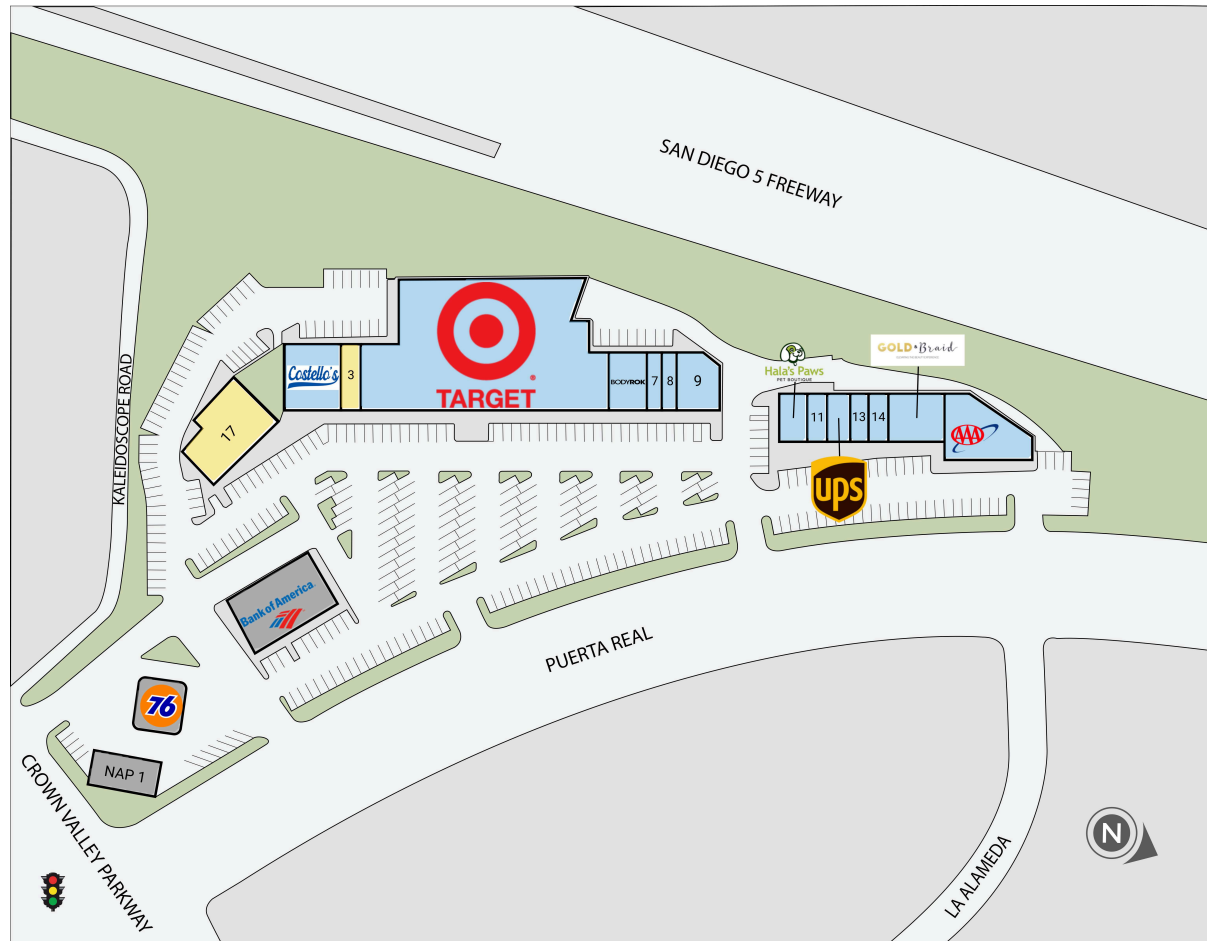 SAN DIEGO 5 FREEWAY
KALEIDOSCOPE ROAD
Costello's
3
TARGET
BODYROK
7
8
9
17
Hala's Paws
PET BOUTIQUE
GOLD Braid
11
13
14
AAA
ups
Bank of America
PUERTA REAL
76
NAP 1
CROWN VALLEY PARKWAY
LA ALAMEDA
N